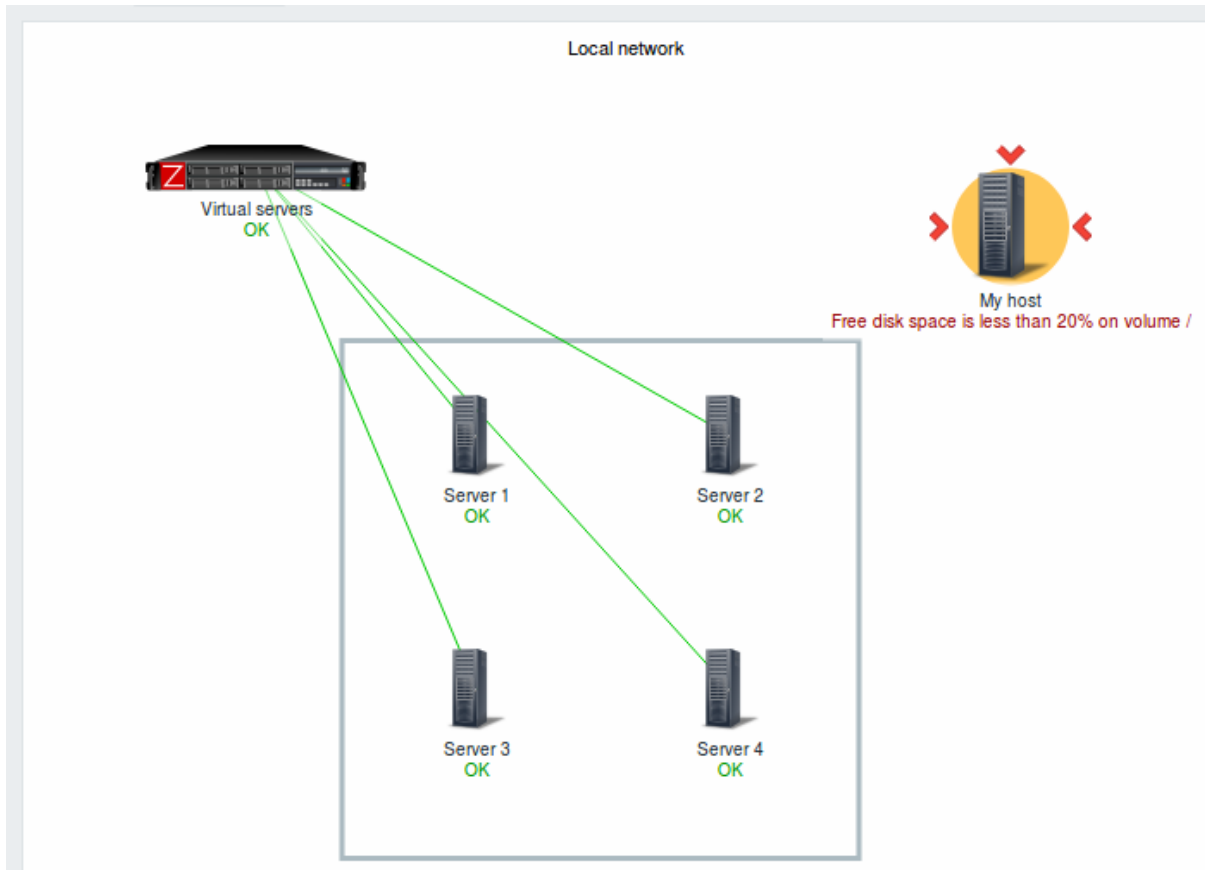 Local network
Z
Virtual servers
OK
My host
Free disk space is less than 20% on volume /
Server 1
OK
Server 2
OK
Server 3
OK
Server 4
OK